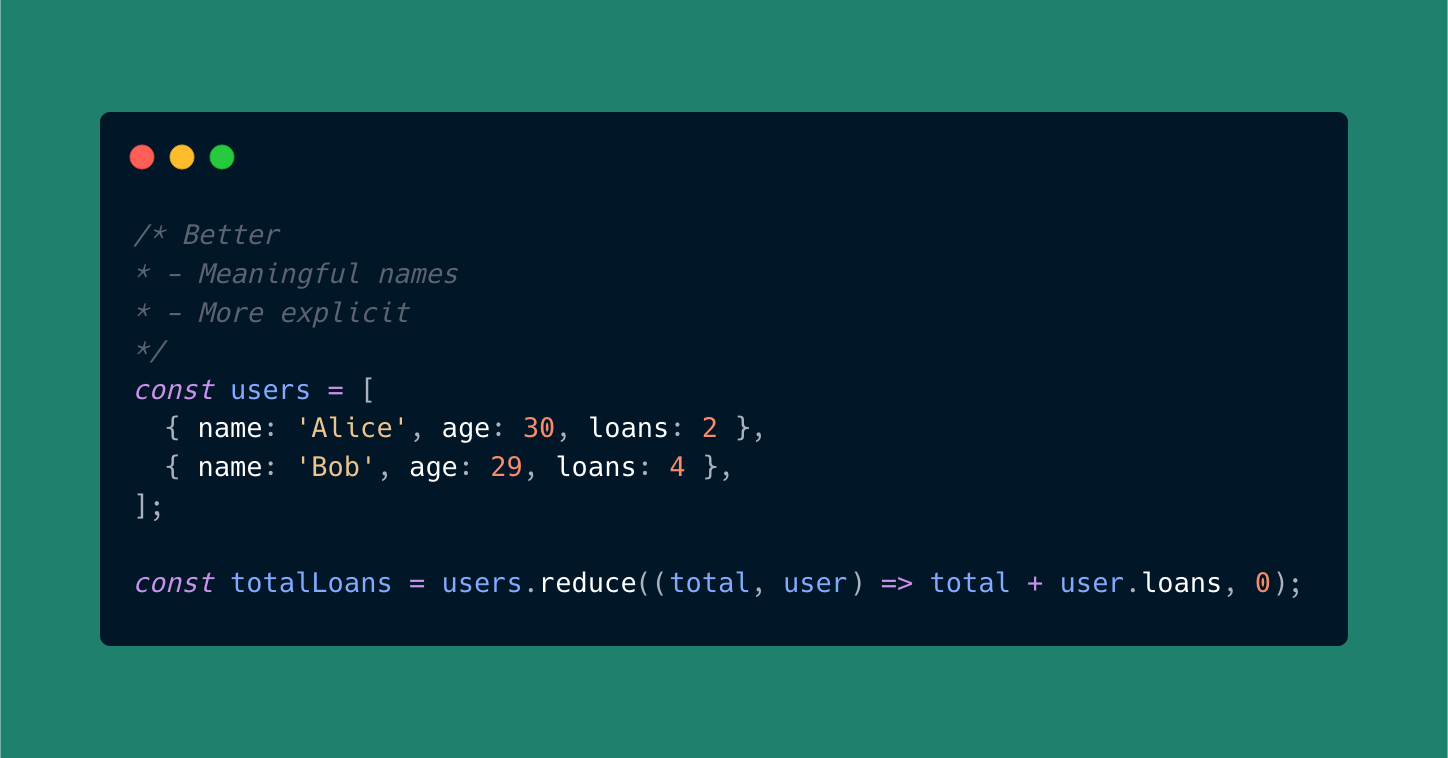 /* Better
* – Meaningful names
* – More explicit
*/
const users = [
  { name: 'Alice', age: 30, loans: 2 },
  { name: 'Bob', age: 29, loans: 4 },
];

const totalLoans = users.reduce((total, user) => total + user.loans, 0);